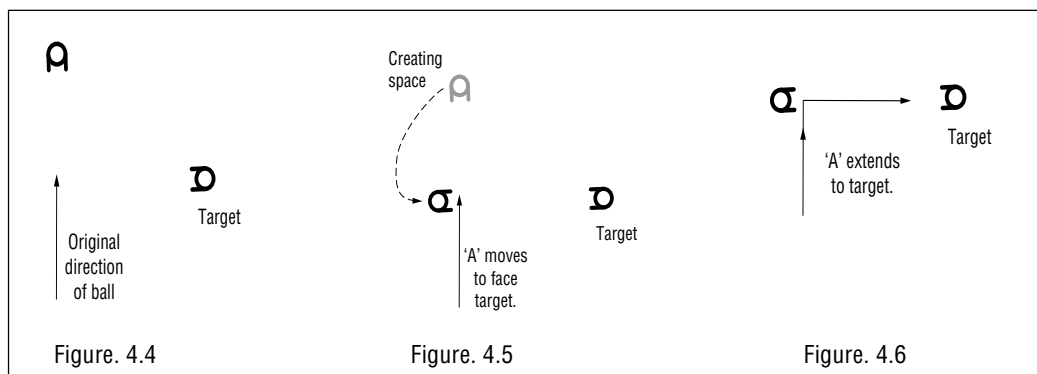 Target
Original
direction
of ball
Figure. 4.4
Creating
space
Target
‘A’ moves
to face
target.
Figure. 4.5
Target
‘A’ extends
to target.
Figure. 4.6